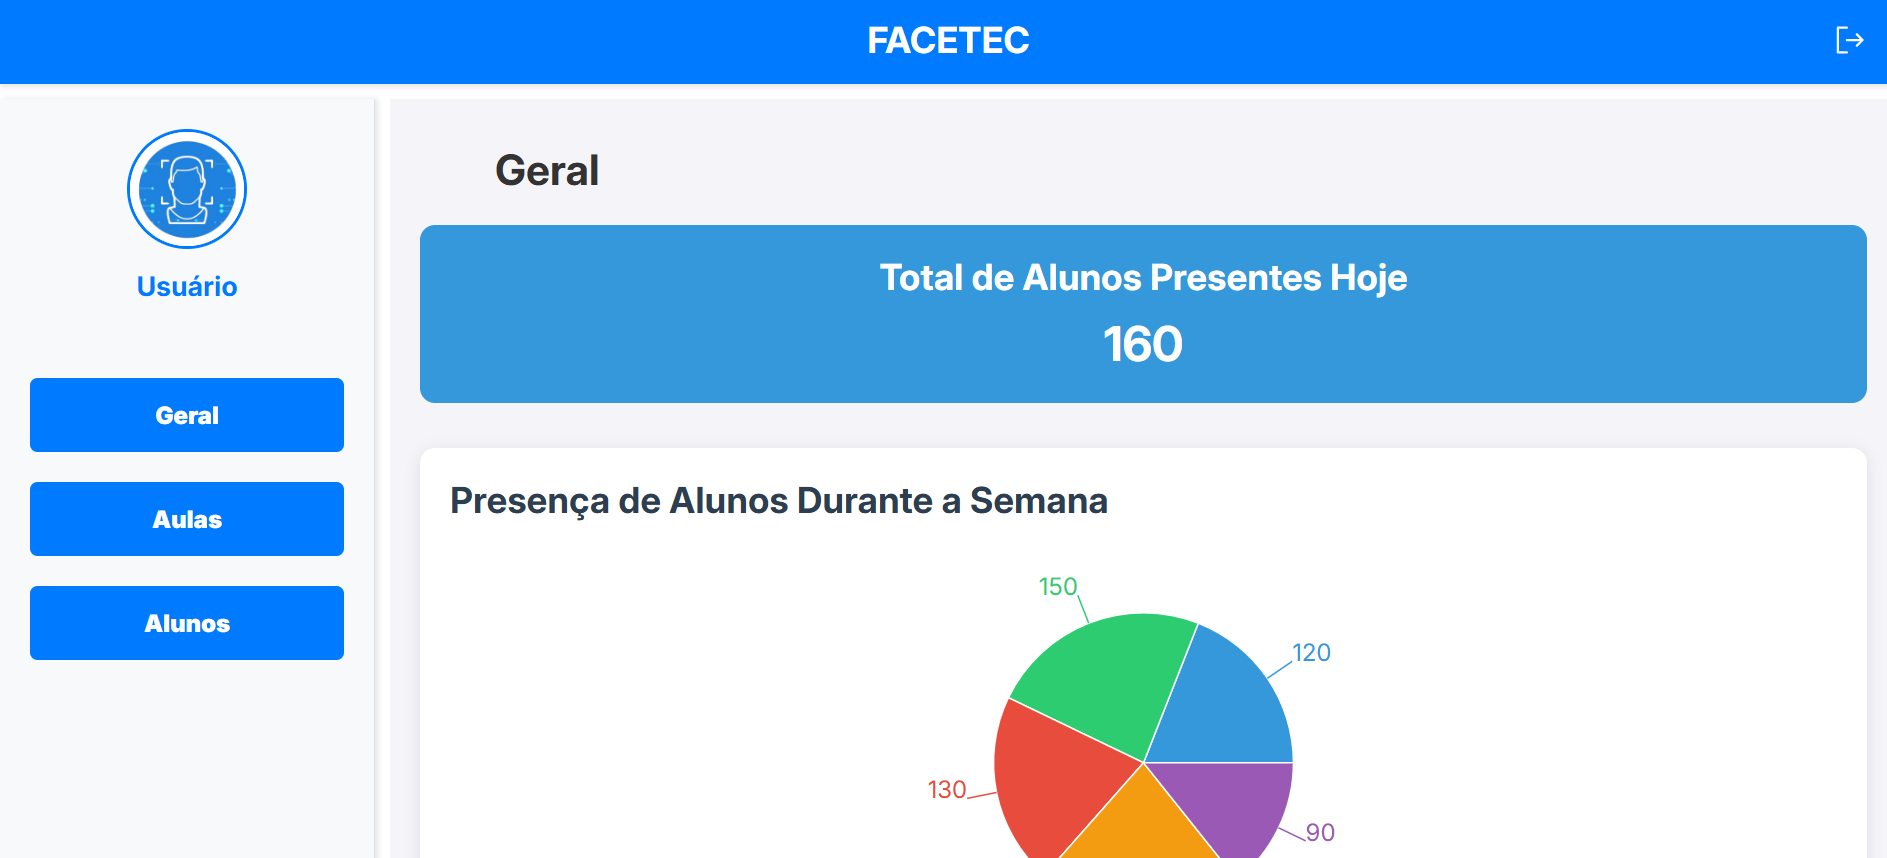 FACETEC
Usuário
Geral
Aulas
Alunos
Geral
Total de Alunos Presentes Hoje
160
Presença de Alunos Durante a Semana
150
120
130
90